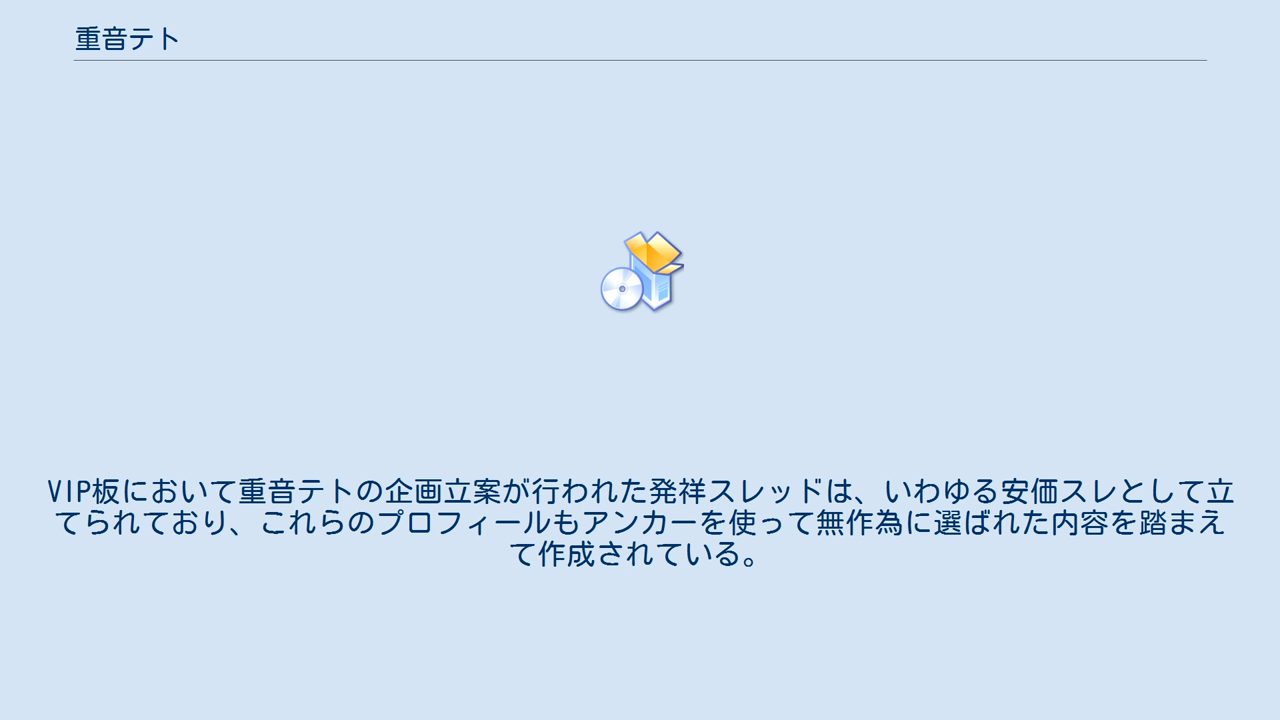 重音テト
VIP板において重音テトの企画立案が行われた発祥スレッドは、いわゆる安価スレとして立
てられており、これらのプロフィールもアンカーを使って無作為に選ばれた内容を踏まえ
て作成されている。